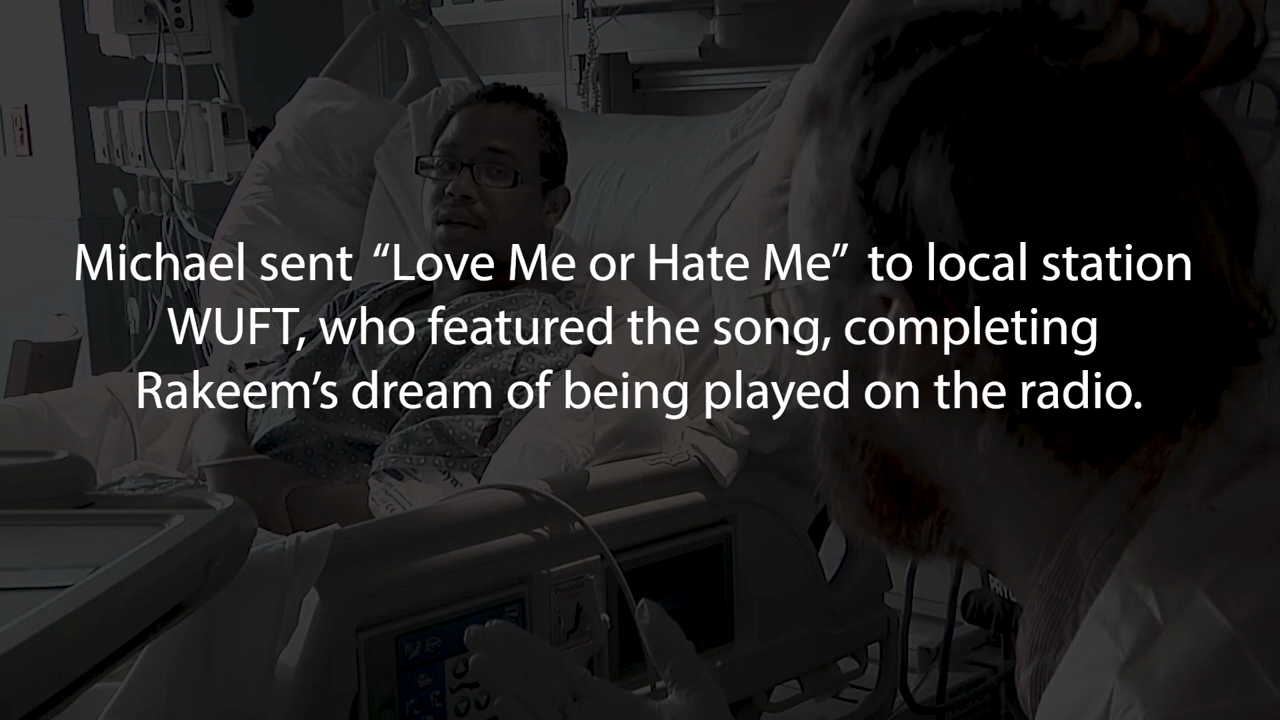 Michael sent “Love Me or Hate Me” to local station
WUFT, who featured the song, completing
Rakeem’s dream of being played on the radio.